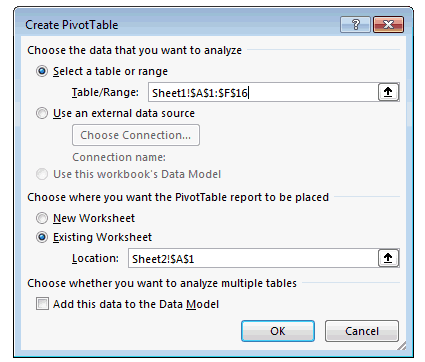 Create PivotTable
Choose the data that you want to analyze
Select a table or range
Table/Range: Sheet1!$A$1:$F$16
Use an external data source
Choose Connection...
Connection name:
Use this workbook's Data Model
Choose where you want the PivotTable report to be placed
New Worksheet
Existing Worksheet
Location: Sheet2!$A$1
Choose whether you want to analyze multiple tables
Add this data to the Data Model
OK Cancel